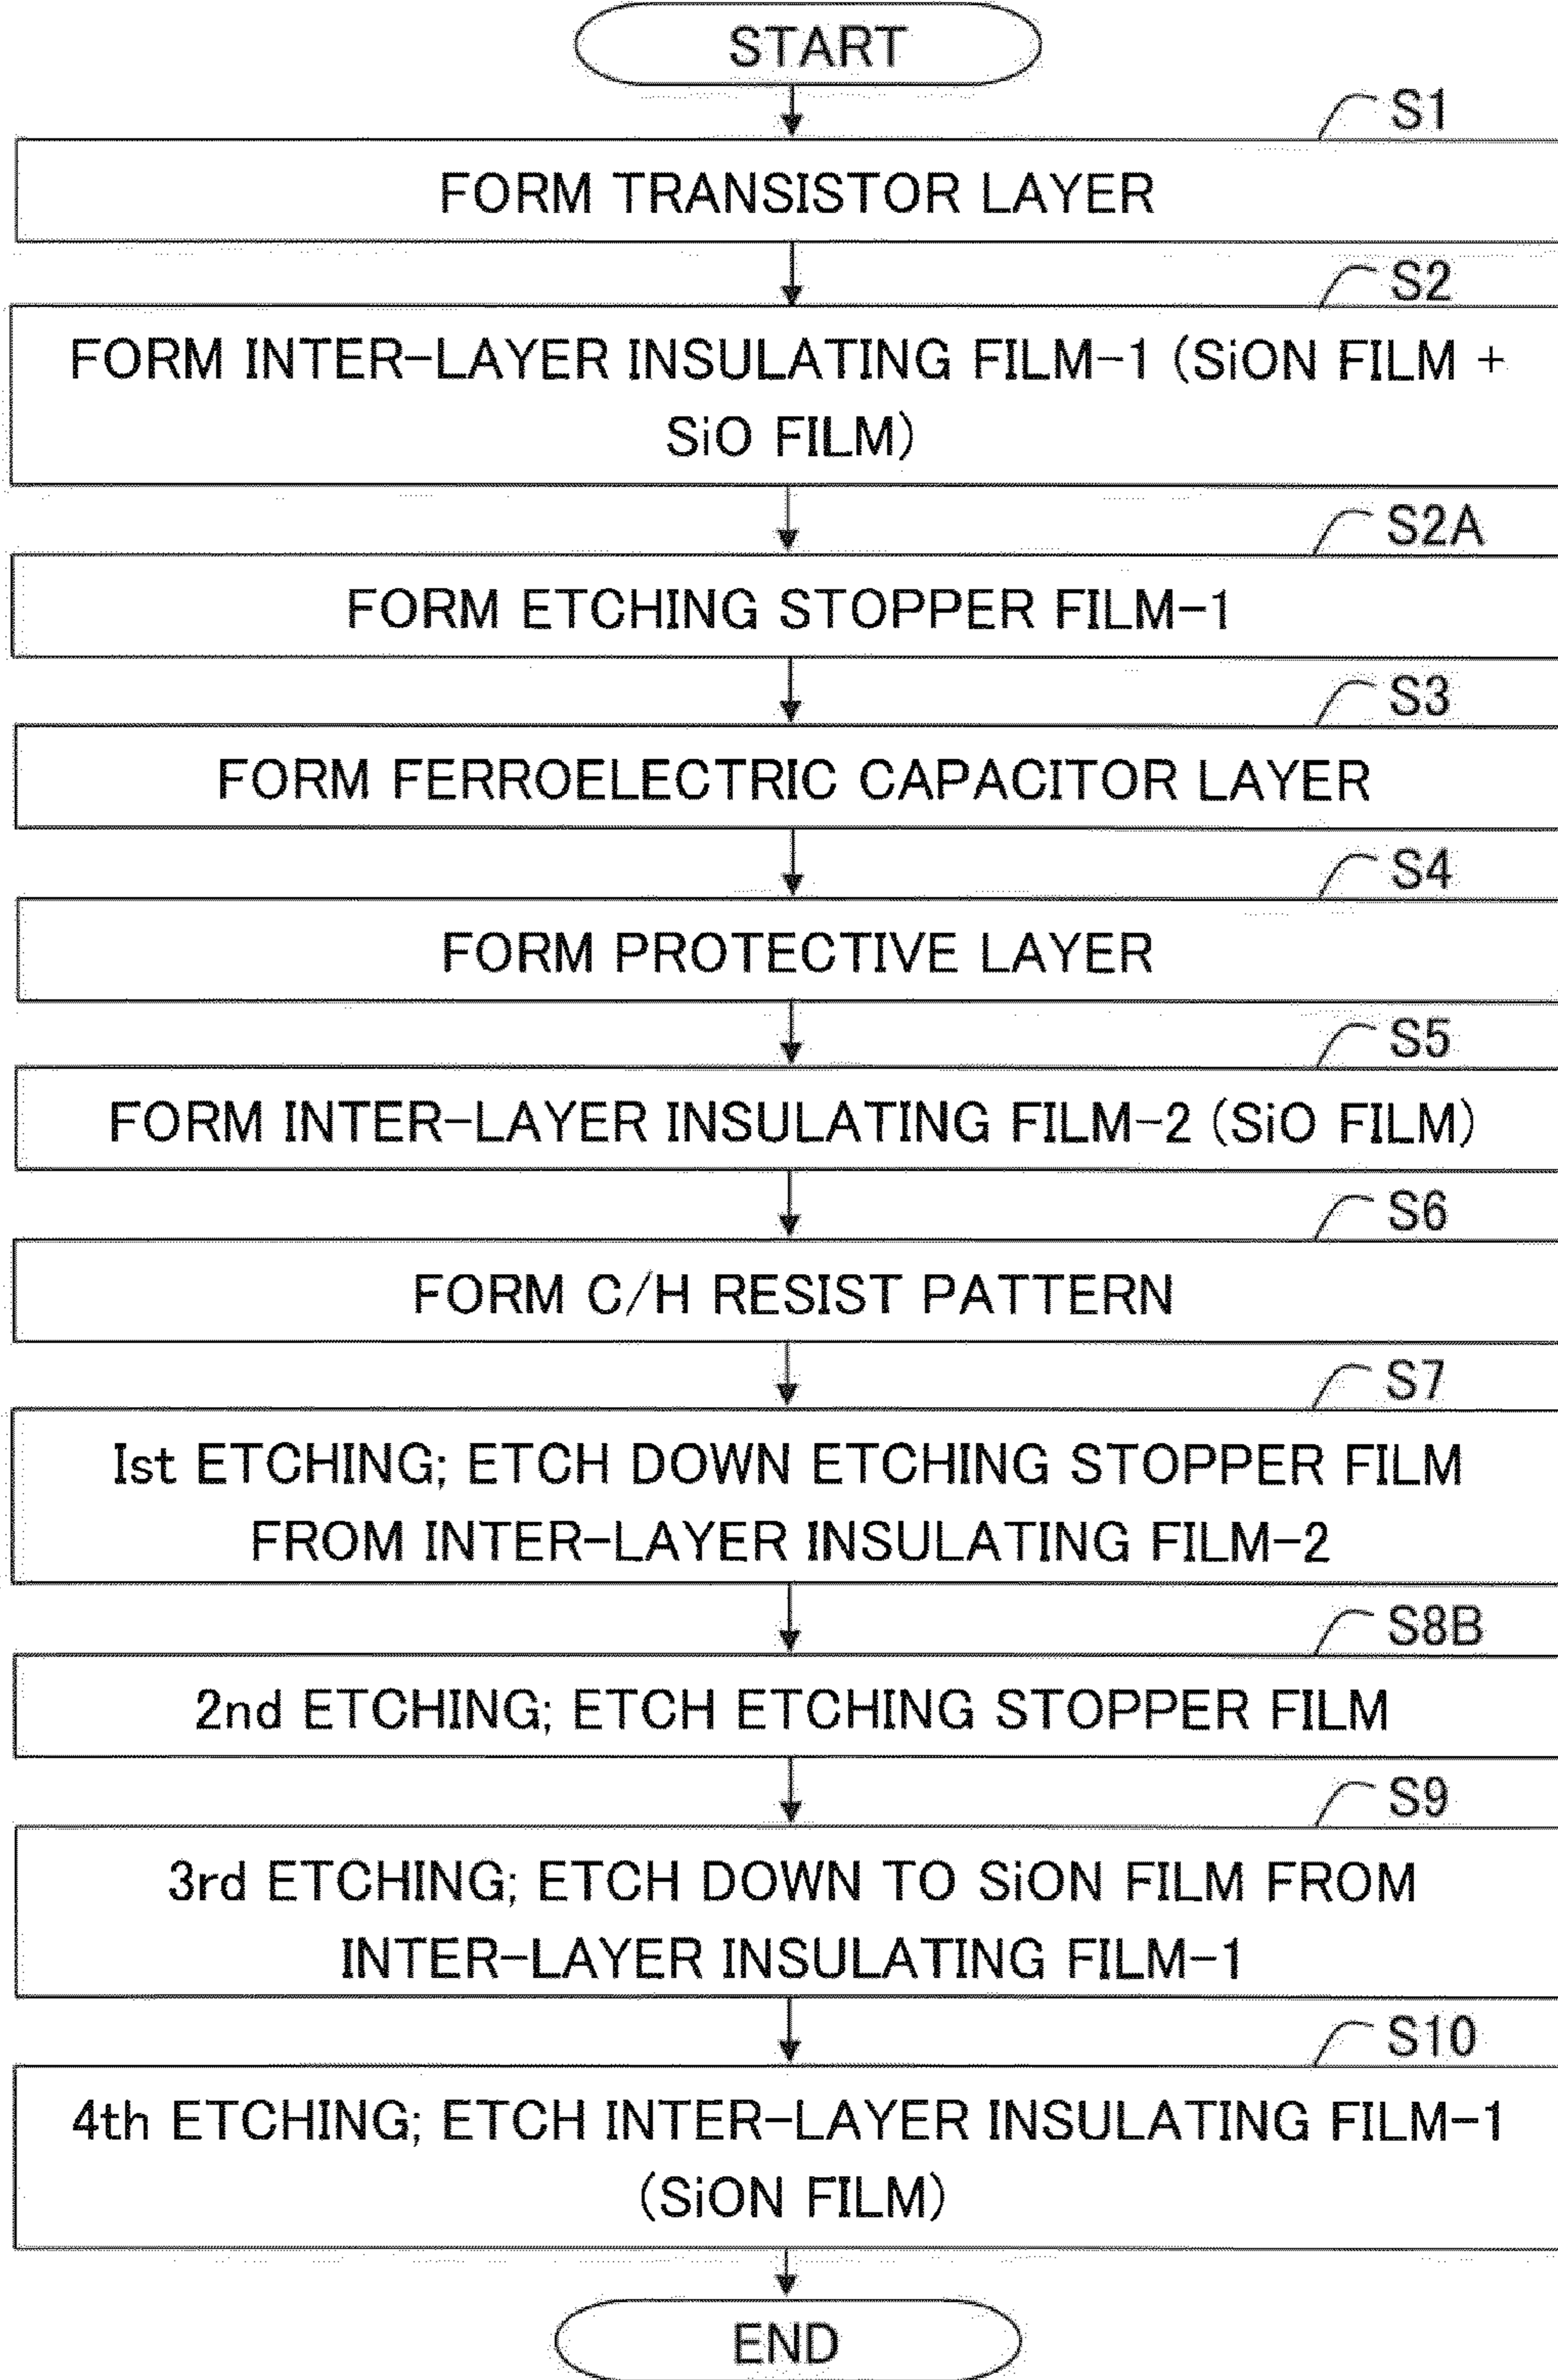 START
S1
FORM TRANSISTOR LAYER
S2
FORM INTER-LAYER INSULATING FILM-1 (SiON FILM +
SiO FILM)
S2A
FORM ETCHING STOPPER FILM-1
S3
FORM FERROELECTRIC CAPACITOR LAYER
S4
FORM PROTECTIVE LAYER
S5
FORM INTER-LAYER INSULATING FILM-2 (SiO FILM)
S6
FORM C/H RESIST PATTERN
S7
Ist ETCHING; ETCH DOWN ETCHING STOPPER FILM
FROM INTER-LAYER INSULATING FILM-2
S8B
2nd ETCHING; ETCH ETCHING STOPPER FILM
S9
3rd ETCHING; ETCH DOWN TO SiON FILM FROM
INTER-LAYER INSULATING FILM-1
S10
4th ETCHING; ETCH INTER-LAYER INSULATING FILM-1
(SiON FILM)
END